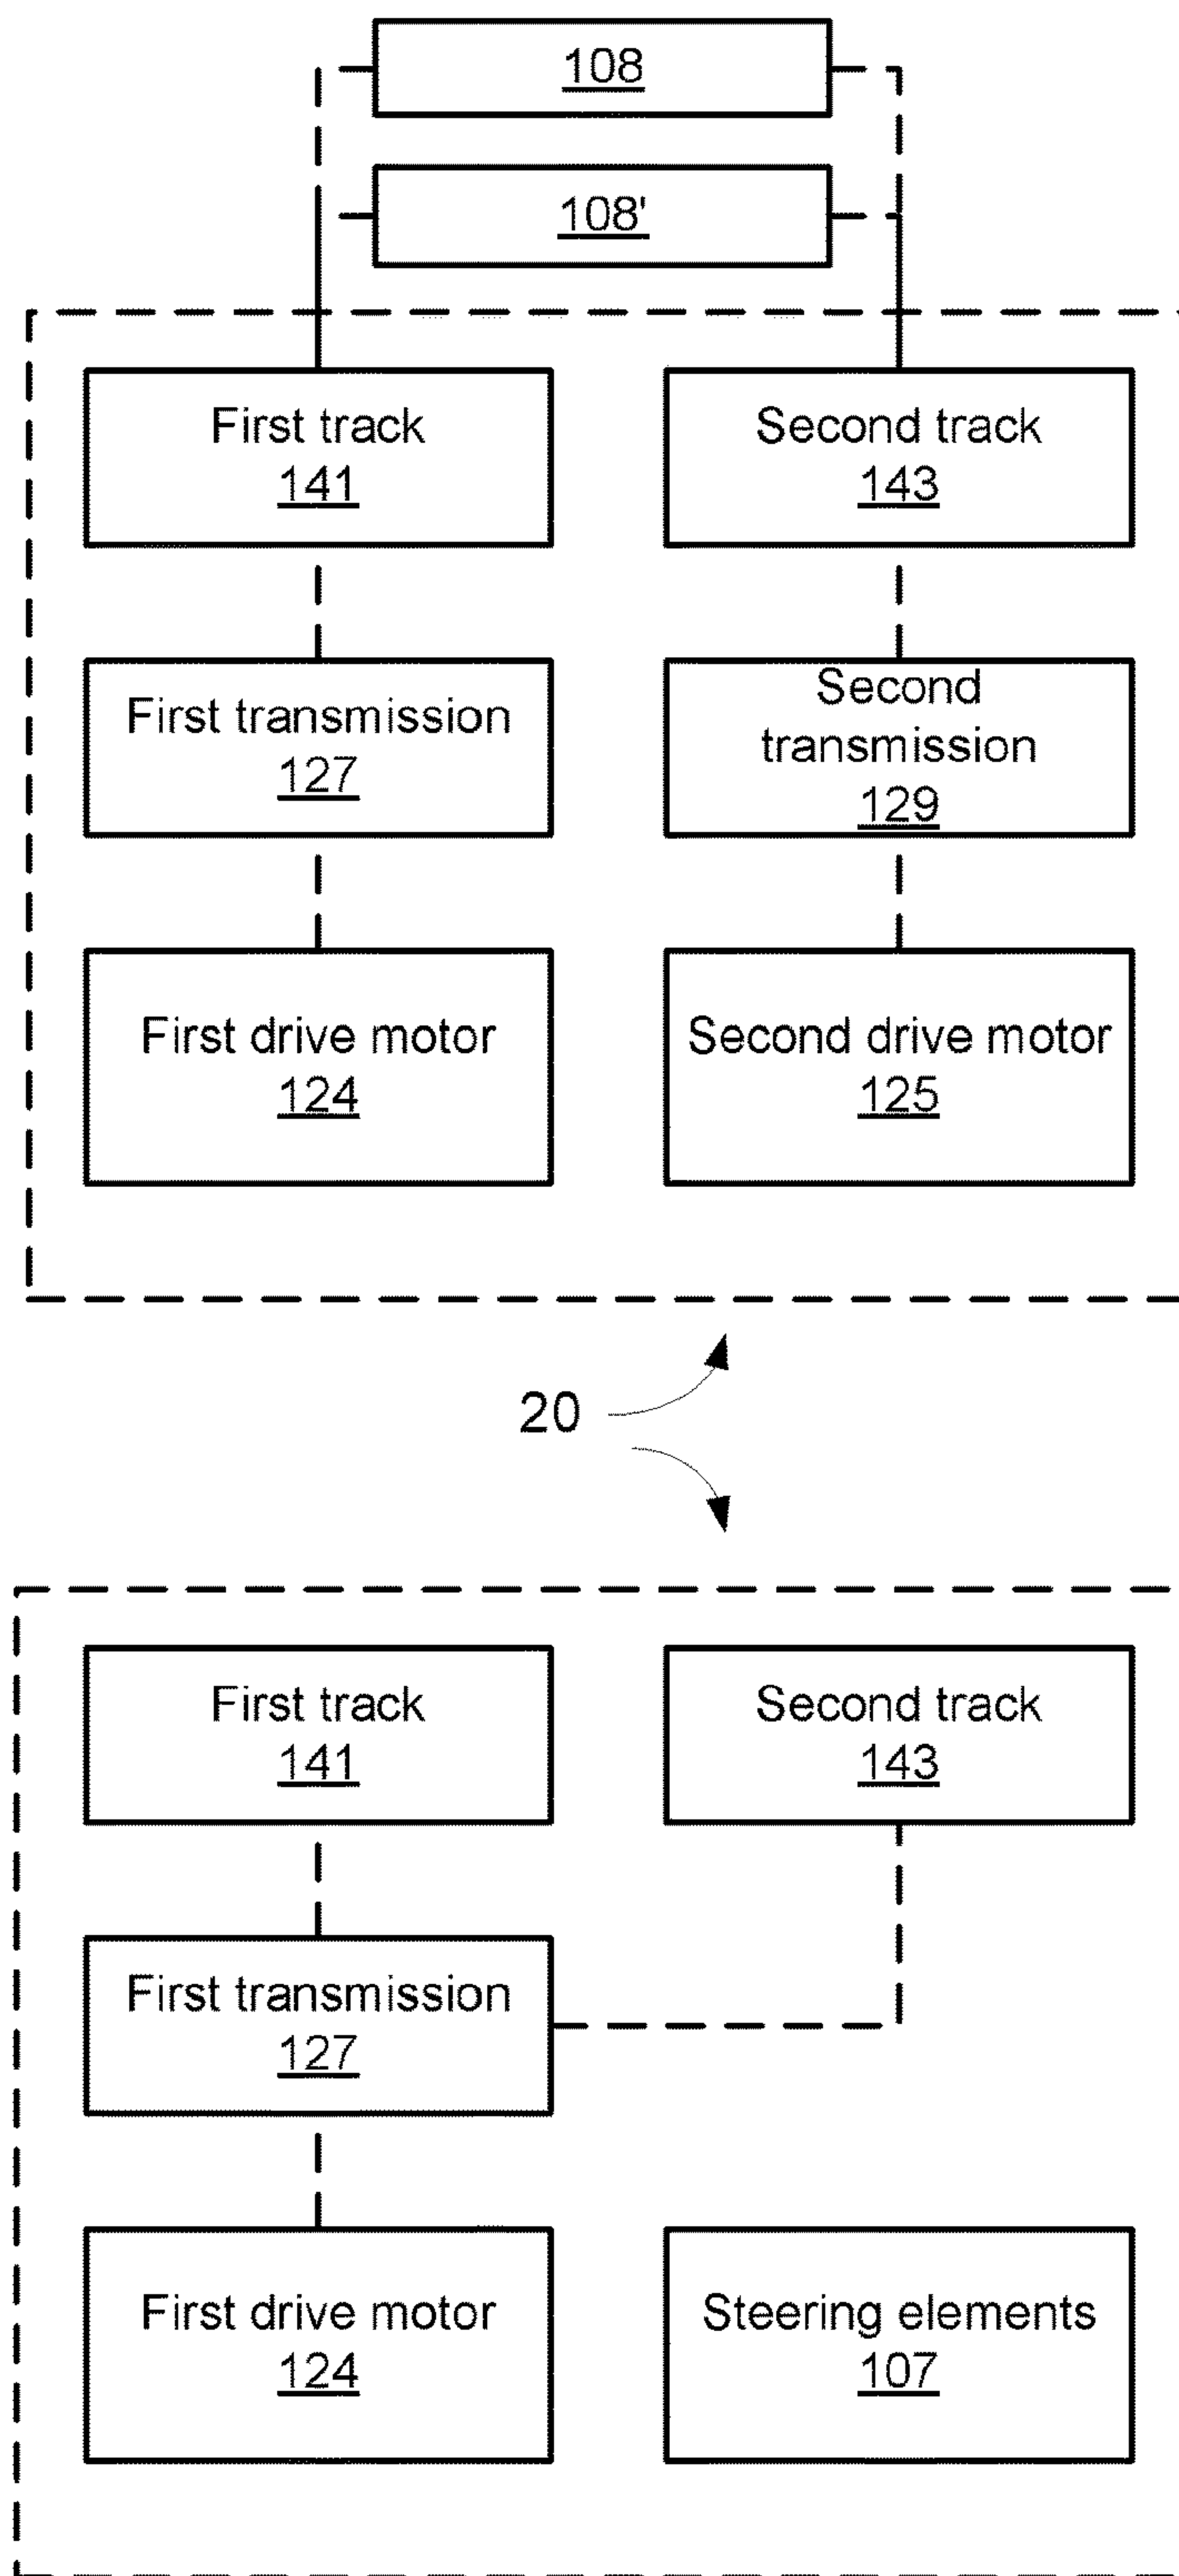 108
108'
First track
141
Second track
143
First transmission
127
Second
transmission
129
First drive motor
124
Second drive motor
125
20
First track
141
Second track
143
First transmission
127
First drive motor
124
Steering elements
107